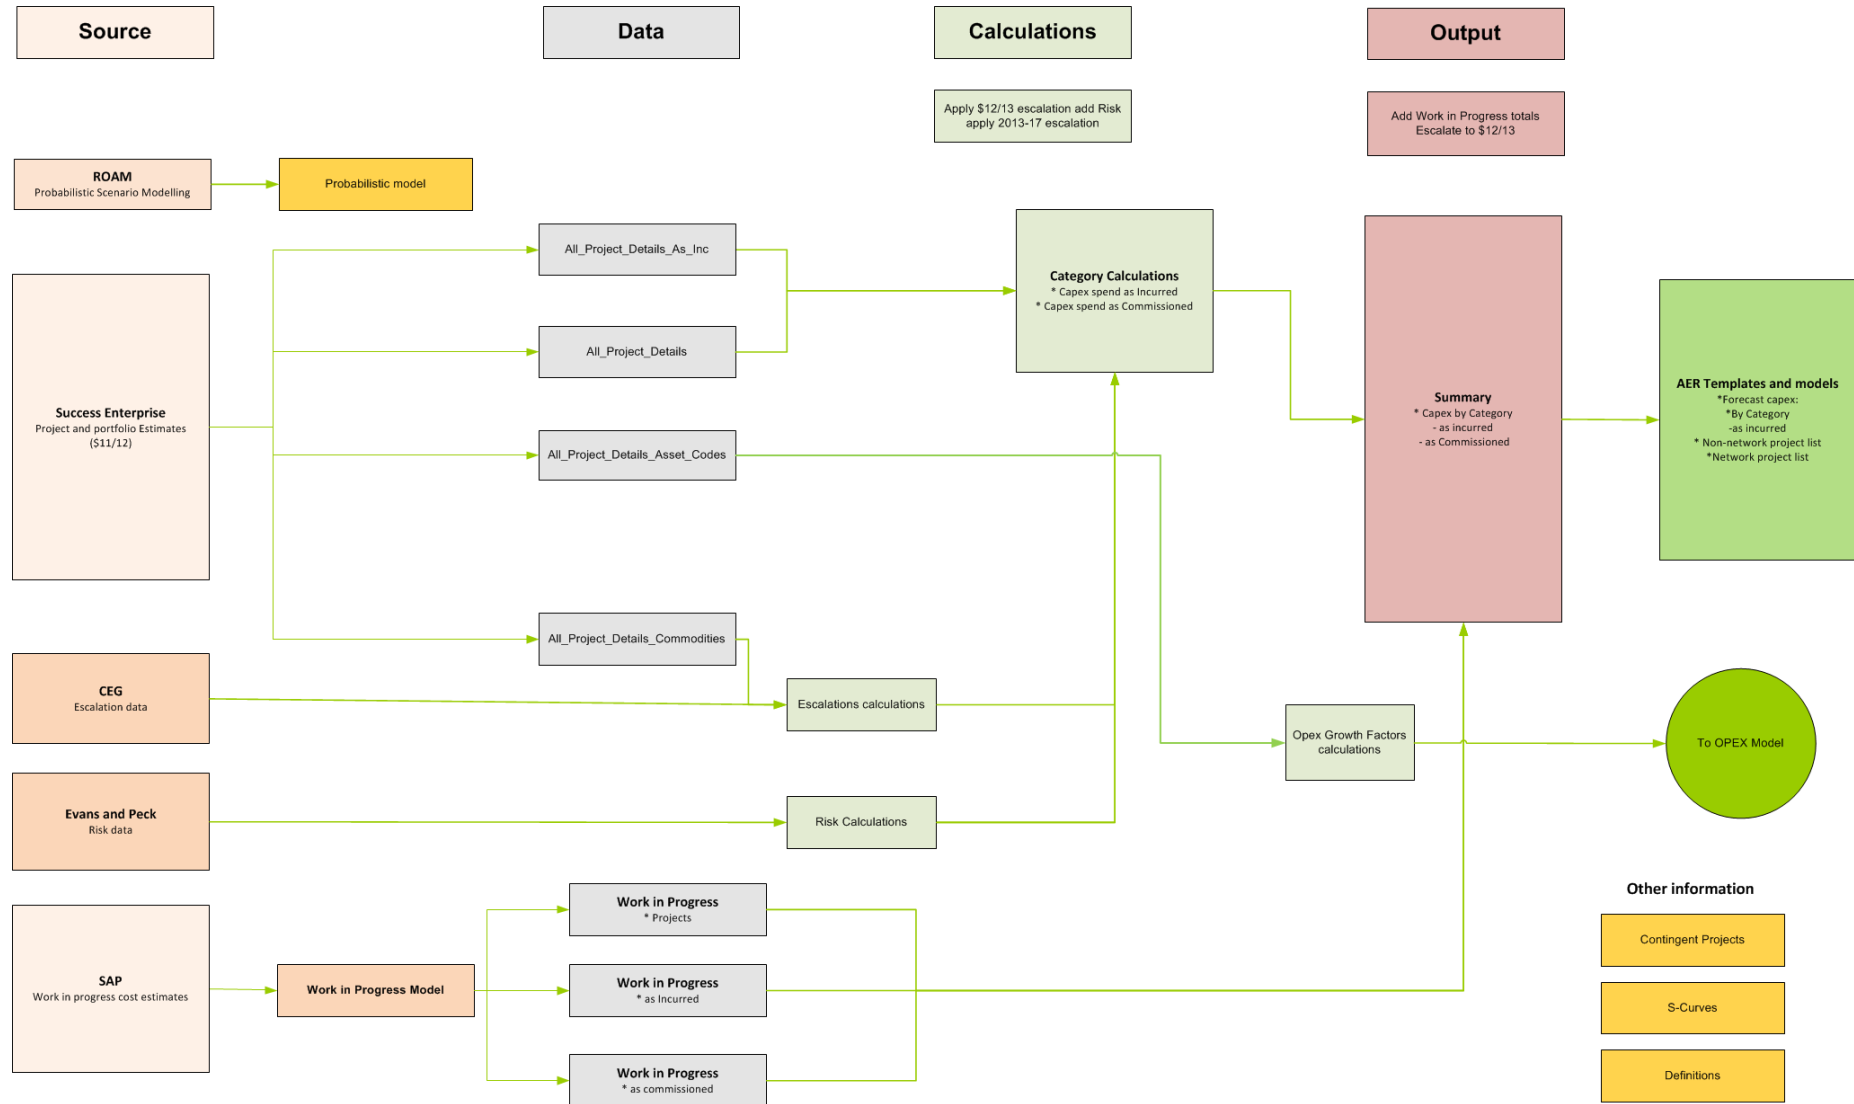 Source
Data
Calculations
Output
Apply $12/13 escalation add Risk
apply 2013-17 escalation
Add Work in Progress totals
Escalate to $12/13
ROAM
Probabilistic Scenario Modelling
Probabilistic model
All_Project_Details_As_Inc
All_Project_Details
All_Project_Details_Asset_Codes
All_Project_Details_Commodities
Success Enterprise
Project and portfolio Estimates
($11/12)
Category Calculations
* Capex spend as Incurred
* Capex spend as Commissioned
Summary
* Capex by Category
- as incurred
- as Commissioned
AER Templates and models
*Forecast capex:
*By Category
-as incurred
* Non-network project list
*Network project list
CEG
Escalation data
Escalations calculations
Opex Growth Factors
calculations
To OPEX Model
Evans and Peck
Risk data
Risk Calculations
SAP
Work in progress cost estimates
Work in Progress Model
Work in Progress
* Projects
Work in Progress
* as Incurred
Work in Progress
* as commissioned
Other information
Contingent Projects
S-Curves
Definitions